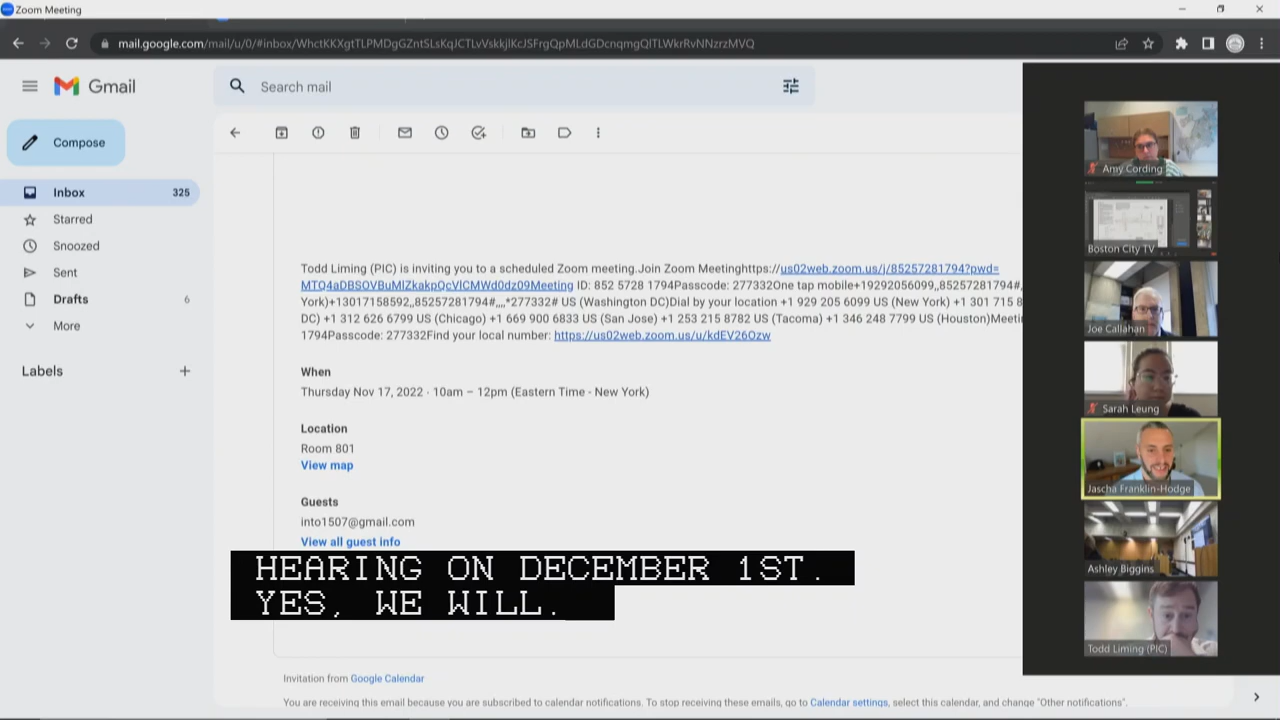 Zoom Meeting
mail.google.com/mail/u/0/#inbox/WhctKKXgtTLPMDgGZntSLsKqJCTLvVskkjlKcJSFrgQpMLdGDcnqmgQlTLWkrRvNNzrzMVQ
Gmail
Search mail
Compose
Inbox 325
Starred
Snoozed
Sent
Drafts 6
More
Labels
Todd Liming (PIC) is inviting you to a scheduled Zoom meeting.Join Zoom Meetinghttps://us02web.zoom.us/j/85257281794?pwd=
MTQ4aDBSOVBuMlZkakpQcVlCMWd0dz09Meeting ID: 852 5728 1794Passcode: 277332One tap mobile+19292056099,,85257281794#,
York)+13017158592,,85257281794#,,,,*277332# US (Washington DC)Dial by your location +1 929 205 6099 US (New York) +1 301 715 8
DC) +1 312 626 6799 US (Chicago) +1 669 900 6833 US (San Jose) +1 253 215 8782 US (Tacoma) +1 346 248 7799 US (Houston)Meeti
1794Passcode: 277332Find your local number: https://us02web.zoom.us/u/kdEV26Ozw
When
Thursday Nov 17, 2022 · 10am – 12pm (Eastern Time - New York)
Location
Room 801
View map
Guests
into1507@gmail.com
View all guest info
HEARING ON DECEMBER 1ST.
YES, WE WILL.
Invitation from Google Calendar
You are receiving this email because you are subscribed to calendar notifications. To stop receiving these emails, go to Calendar settings, select this calendar, and change "Other notifications".
Amy Cording
Boston City TV
Joe Callahan
Sarah Leung
Jascha Franklin-Hodge
Ashley Biggins
Todd Liming (PIC)